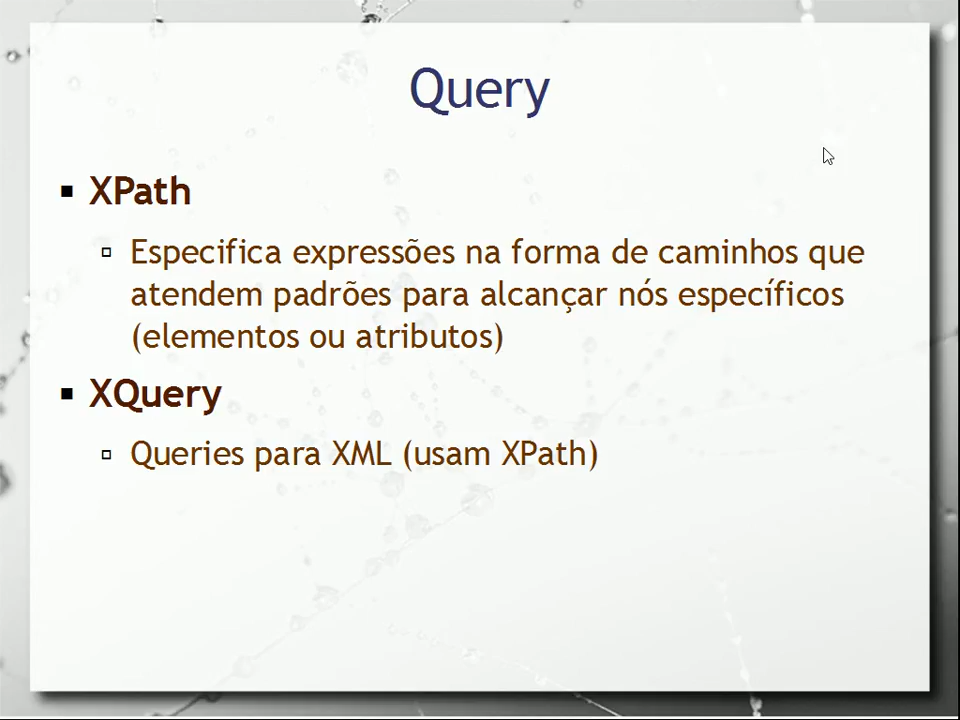 Query
XPath
Especifica expressões na forma de caminhos que
atendem padrões para alcançar nós específicos
(elementos ou atributos)
XQuery
Queries para XML (usam XPath)